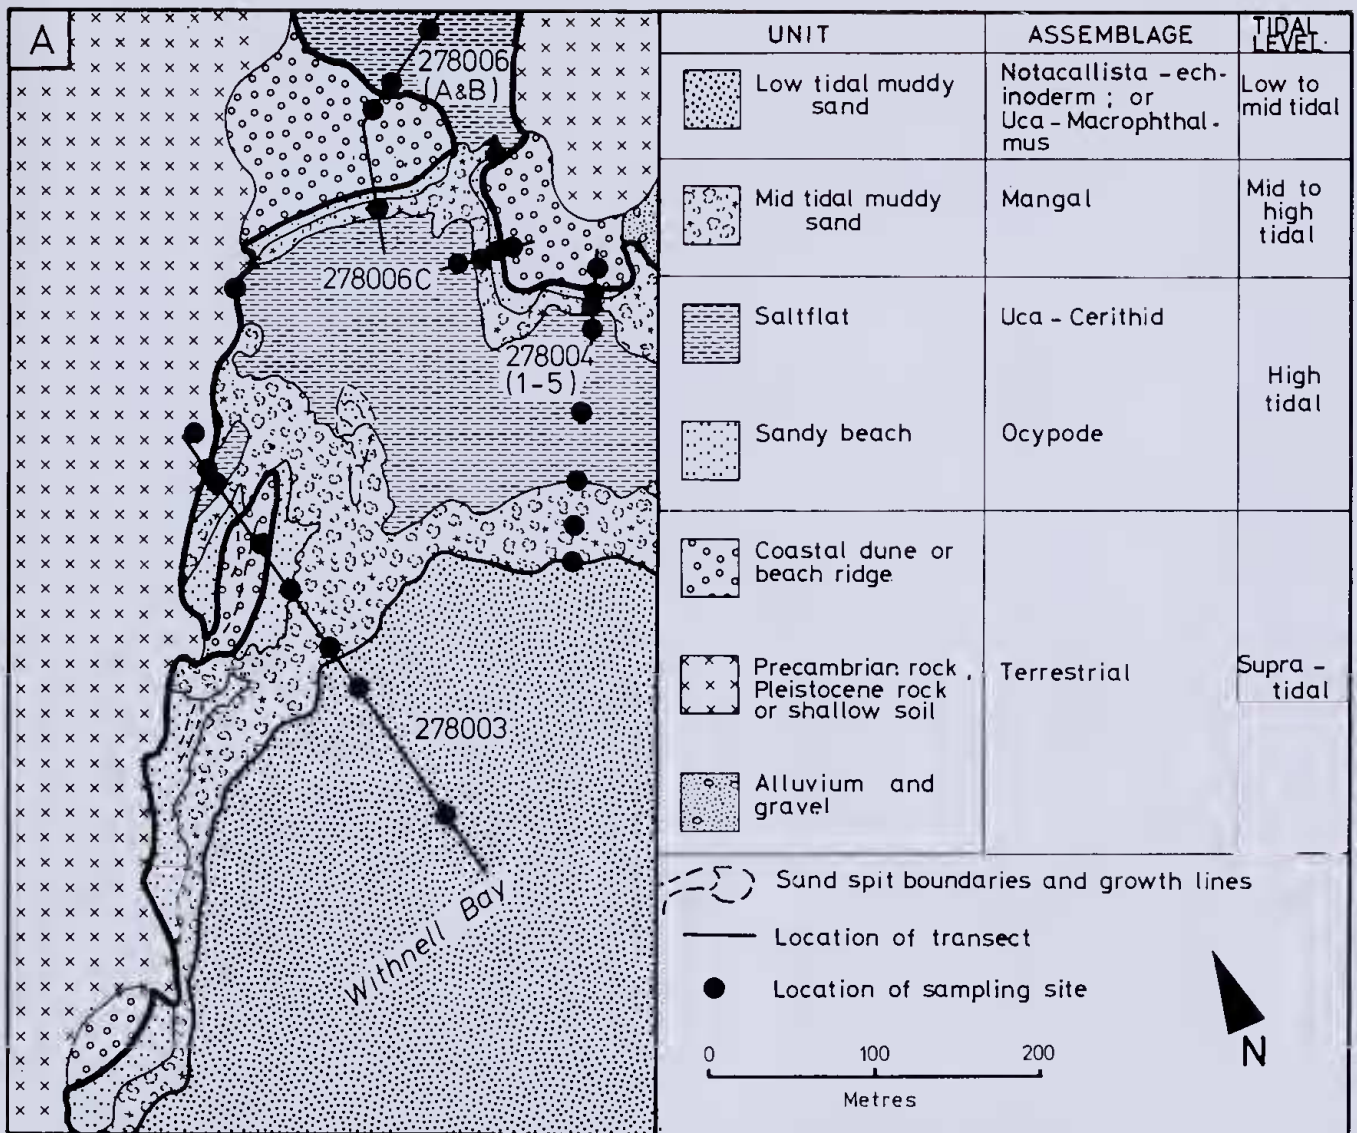 A
278006
(A&B)
278006C
278004
(1-5)
278003
Withnell Bay
UNIT
ASSEMBLAGE
TIDAL
LEVEL.
Low tidal muddy
sand
Notacallista - ech-
inoderm ; or
Uca - Macrophthal -
mus
Low to
mid tidal
Mid tidal muddy
sand
Mangal
Mid to
high
tidal
Saltflat
Uca - Cerithid
Sandy beach
Ocypode
High
tidal
Coastal dune or
beach ridge
Precambrian rock ,
Pleistocene rock
or shallow soil
Terrestrial
Supra -
tidal
Alluvium and
gravel
Sand spit boundaries and growth lines
Location of transect
Location of sampling site
N
0 100 200
Metres